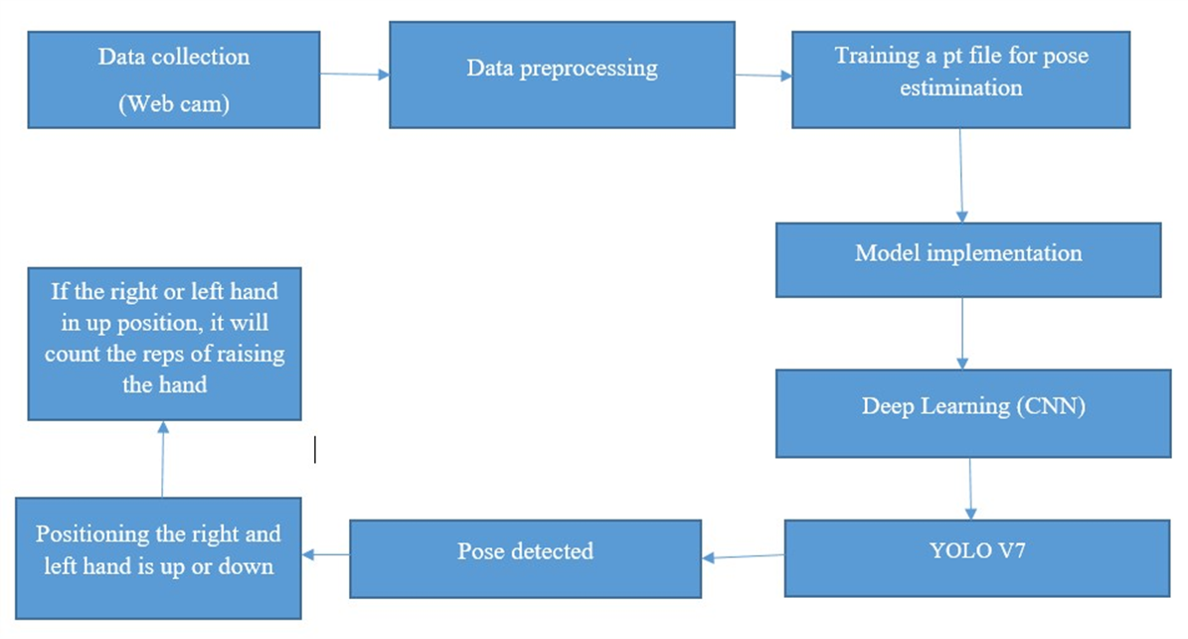 Data collection
(Web cam)
Data preprocessing
Training a pt file for pose
estimination
Model implementation
Deep Learning (CNN)
YOLO V7
Pose detected
Positioning the right and
left hand is up or down
If the right or left hand
in up position, it will
count the reps of raising
the hand